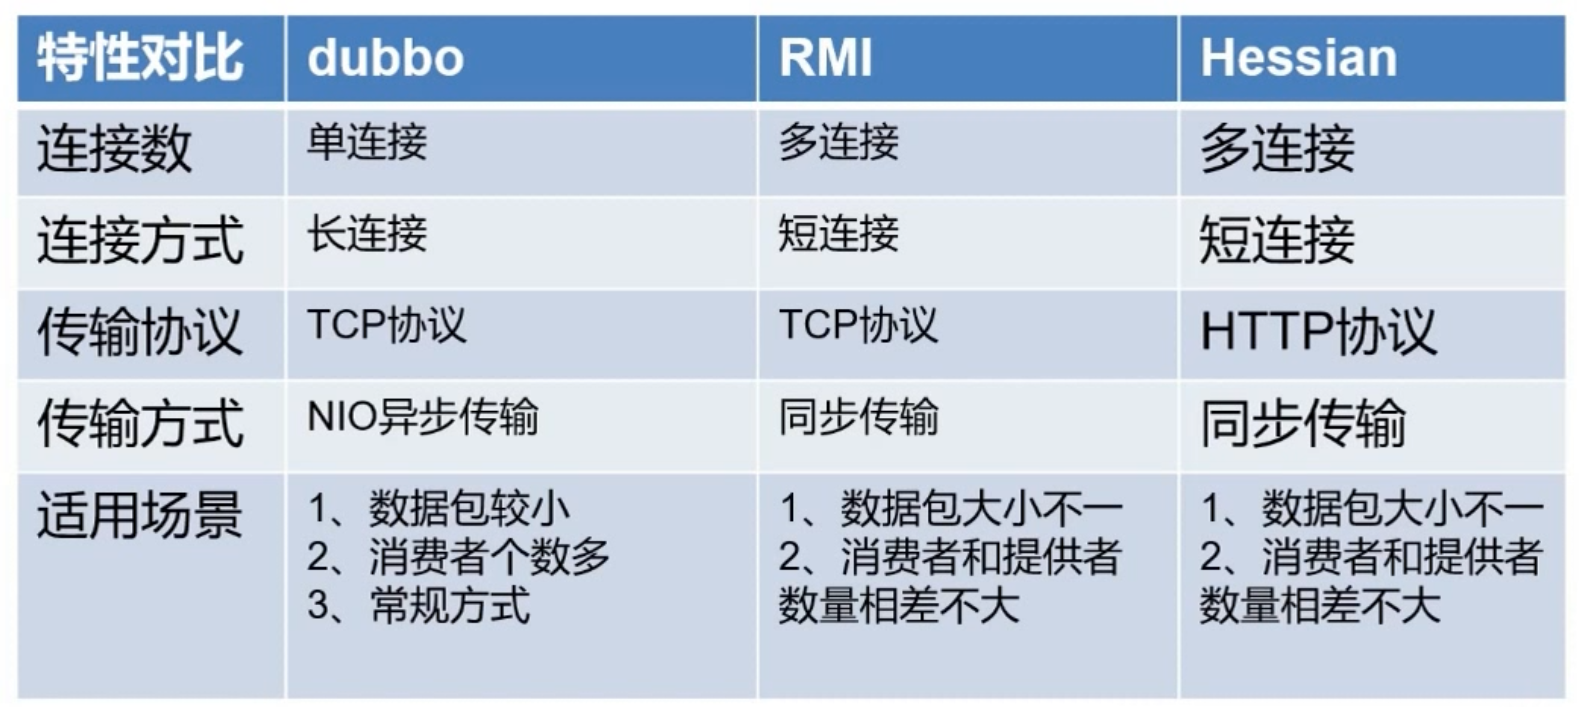 特性对比 dubbo RMI Hessian
连接数 单连接 多连接 多连接
连接方式 长连接 短连接 短连接
传输协议 TCP协议 TCP协议 HTTP协议
传输方式 NIO异步传输 同步传输 同步传输
适用场景 1、数据包较小 1、数据包大小不一 1、数据包大小不一
2、消费者个数多 2、消费者和提供者 2、消费者和提供者
3、常规方式 数量相差不大 数量相差不大